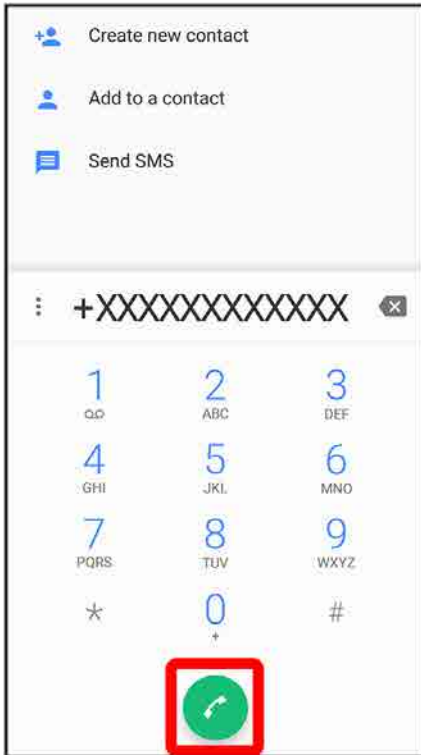 Create new contact
Add to a contact
Send SMS
+XXXXXXXXXXXX
1 2 3
ABC DEF
4 5 6
GHI JKL MNO
7 8 9
PQRS TUV WXYZ
* 0 #
+